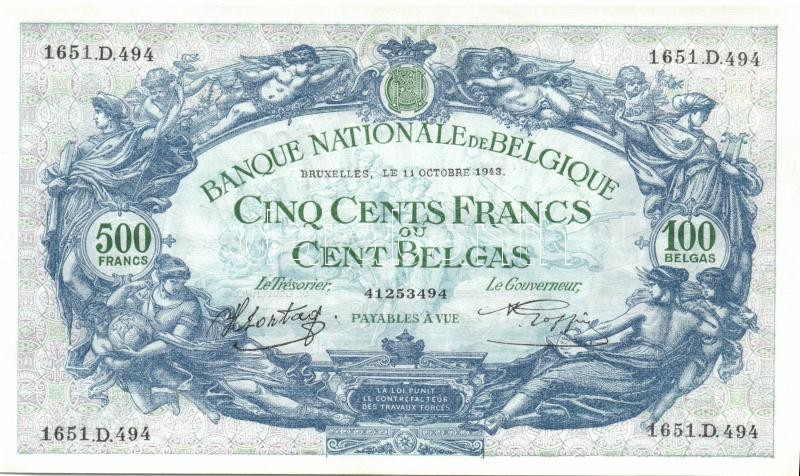 1651.D.494
1651.D.494
BANQUE NATIONALE DE BELGIQUE
BRUXELLES, LE 11 OCTOBRE 1943.
500
FRANCS
CINQ CENTS FRANCS
OU
CENT BELGAS
100
BELGAS
Le Trésorier,
41253494
Le Gouverneur,
PAYABLES À VUE
LA LOI PUNIT
LE CONTREFACTEUR
DES TRAVAUX FORCÉS
1651.D.494
1651.D.494